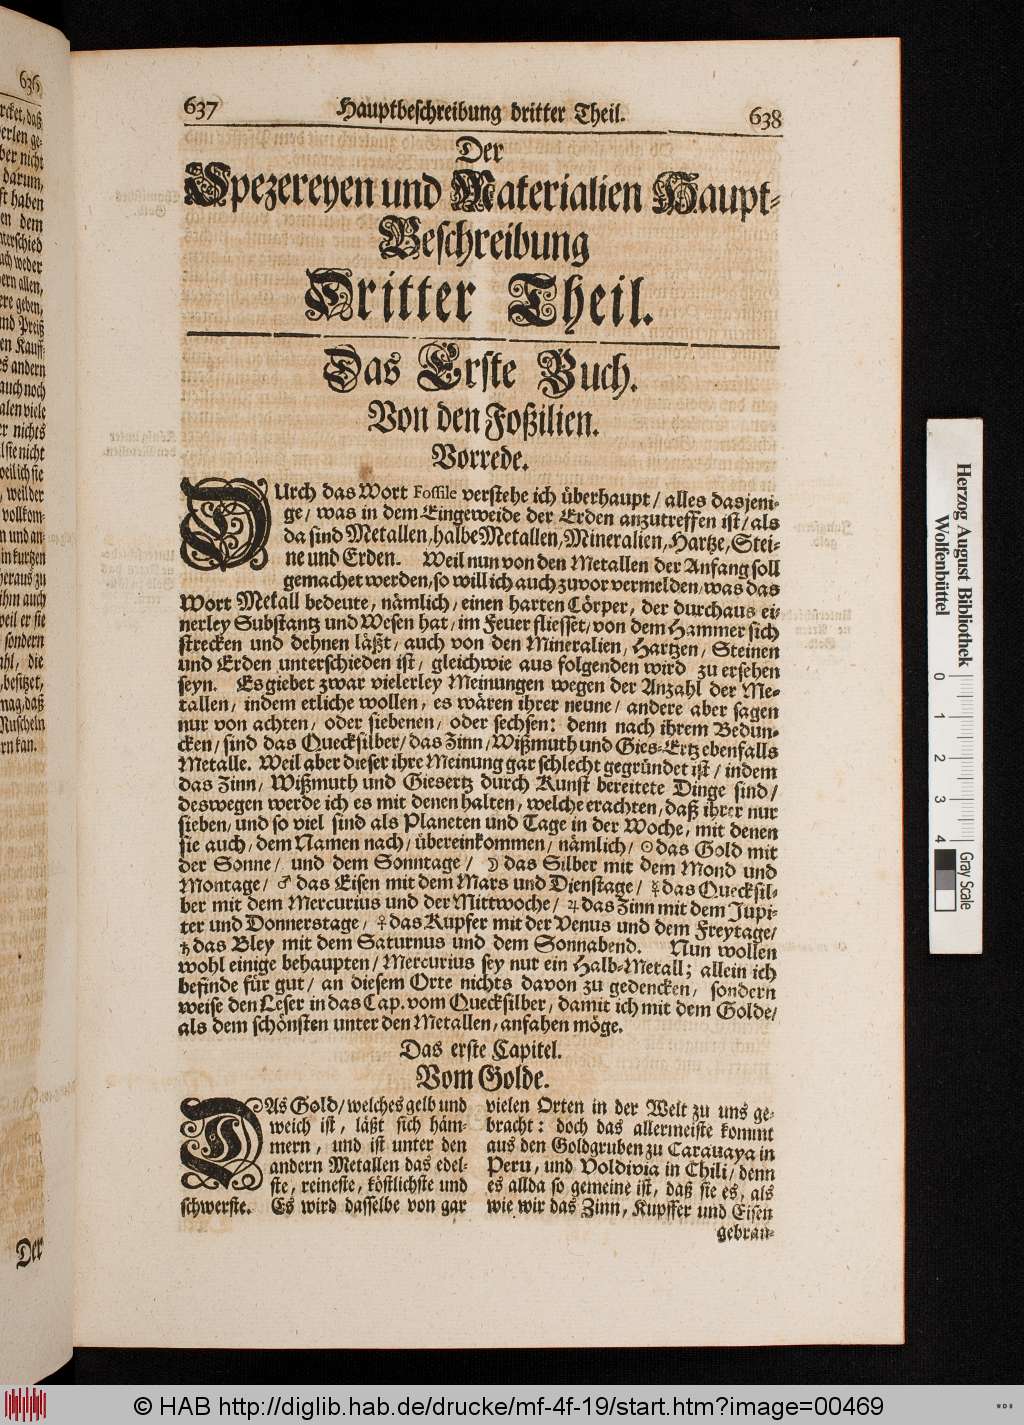 636
637
Hauptbeschreibung dritter Theil.
638
Der
Spezereyen und Materialien Haupt-
Beschreibung
Dritter Theil.
Das Erste Buch.
Von den Foßilien.
Vorrede.
DUrch das Wort Fossile verstehe ich überhaupt / alles dasjeni-
ge / was in dem Eingeweide der Erden anzutreffen ist / als
da sind Metallen, halbe Metallen, Mineralien, Hartze, Stei-
ne und Erden. Weil nun von den Metallen der Anfang soll
gemachet werden, so will ich auch zuvor vermelden, was das
Wort Metall bedeute, nämlich / einen harten Cörper, der durchaus ei-
nerley Substantz und Wesen hat / im Feuer fliesset / von dem Hammer sich
strecken und dehnen läßt / auch von den Mineralien, Hartzen, Steinen
und Erden unterschieden ist / gleichwie aus folgenden wird zu ersehen
seyn. Es giebet zwar vielerley Meinungen wegen der Anzahl der Me-
tallen, indem etliche wollen, es wären ihrer neune / andere aber sagen
nur von achten, oder siebenen, oder sechsen: denn nach ihrem Bedun-
cken / sind das Quecksilber / das Zinn / Wißmuth und Gies-Ertz ebenfalls
Metalle. Weil aber dieser ihre Meinung gar schlecht gegründet ist / indem
das Zinn, Wißmuth und Giesertz durch Kunst bereitete Dinge sind /
deswegen werde ich es mit denen halten, welche erachten, daß ihrer nur
sieben / und so viel sind als Planeten und Tage in der Woche, mit denen
sie auch / dem Namen nach / übereinkommen / nämlich / ☉ das Gold mit
der Sonne / und dem Sonntage / ☽ das Silber mit dem Mond und
Montage / ♂ das Eisen mit dem Mars und Dienstage / ☿ das Quecksil-
ber mit dem Mercurius und der Mittwoche / ♃ das Zinn mit dem Jupi-
ter und Donnerstage / ♀ das Kupfer mit der Venus und dem Freytage /
♄ das Bley mit dem Saturnus und dem Sonnabend. Nun wollen
wohl einige behaupten / Mercurius sey nur ein Halb-Metall; allein ich
befinde für gut / an diesem Orte nichts davon zu gedencken, sondern
weise den Leser in das Cap. vom Quecksilber, damit ich mit dem Golde /
als dem schönsten unter den Metallen, anfahen möge.
Das erste Capitel.
Vom Golde.
DAs Gold / welches gelb und
weich ist, läßt sich häm-
mern, und ist unter den
andern Metallen das edel-
ste, reineste, köstlichste und
schwerste. Es wird dasselbe von gar
vielen Orten in der Welt zu uns ge-
bracht: doch das allermeiste kommt
aus den Goldgruben zu Caravaya in
Peru, und Voldivia in Chili / denn
es allda so gemeine ist, daß sie es, als
wie wir das Zinn, Kupffer und Eisen
gebran-
Der
Herzog August Bibliothek
Wolfenbüttel
0
1
2
3
4
Gray Scale
© HAB http://diglib.hab.de/drucke/mf-4f-19/start.htm?image=00469